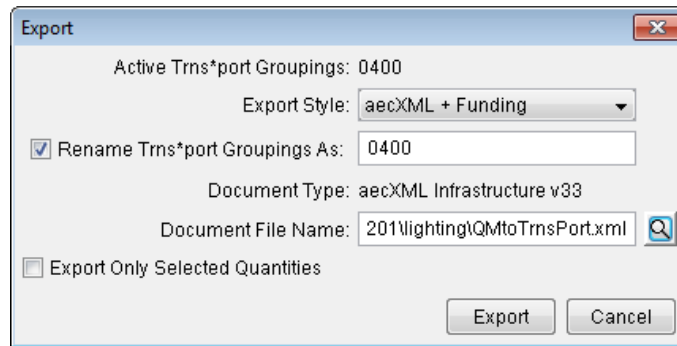 Export
Active Trns*port Groupings: 0400
Export Style: aecXML + Funding
Rename Trns*port Groupings As: 0400
Document Type: aecXML Infrastructure v33
Document File Name: 201\lighting\QMtoTrnsPort.xml
Export Only Selected Quantities
Export Cancel